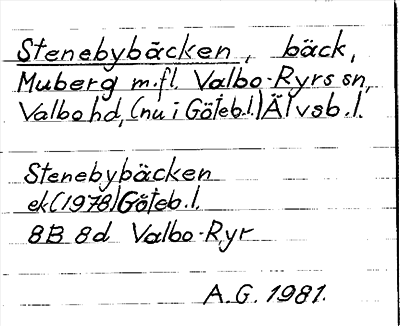 Stenebybäcken, bäck,
Muberg m.fl. Valbo-Ryrs sn,
Valbo hd, (nu i Göteb.l.) Älvsb.l.
Stenebybäcken
ek (1978) Göteb.l.
8B 8d Valbo-Ryr
A.G. 1981.